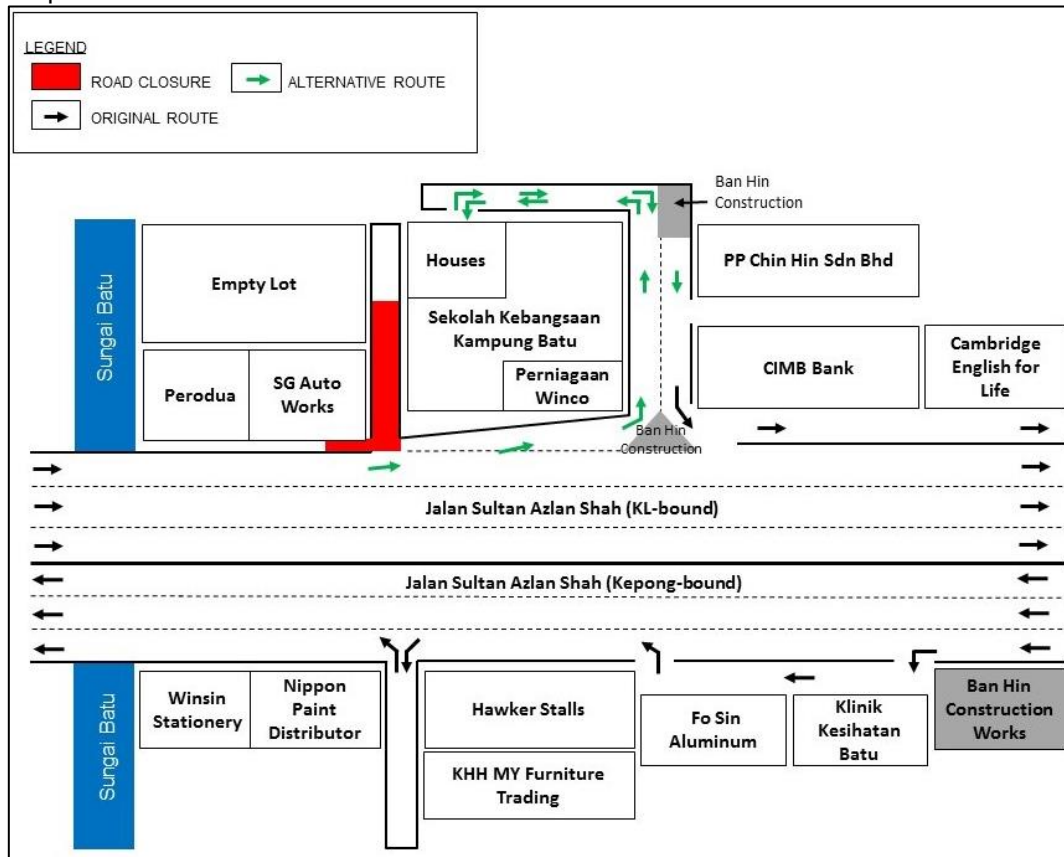 LEGEND
ROAD CLOSURE
ALTERNATIVE ROUTE
ORIGINAL ROUTE
Ban Hin
Construction
Sungai Batu
Empty Lot
Houses
PP Chin Hin Sdn Bhd
Sekolah Kebangsaan
Kampung Batu
Perodua
SG Auto
Works
Perniagaan
Winco
CIMB Bank
Cambridge
English for
Life
Ban Hin
Construction
Jalan Sultan Azlan Shah (KL-bound)
Jalan Sultan Azlan Shah (Kepong-bound)
Sungai Batu
Winsin
Stationery
Nippon
Paint
Distributor
Hawker Stalls
KHH MY Furniture
Trading
Fo Sin
Aluminum
Klinik
Kesihatan
Batu
Ban Hin
Construction
Works